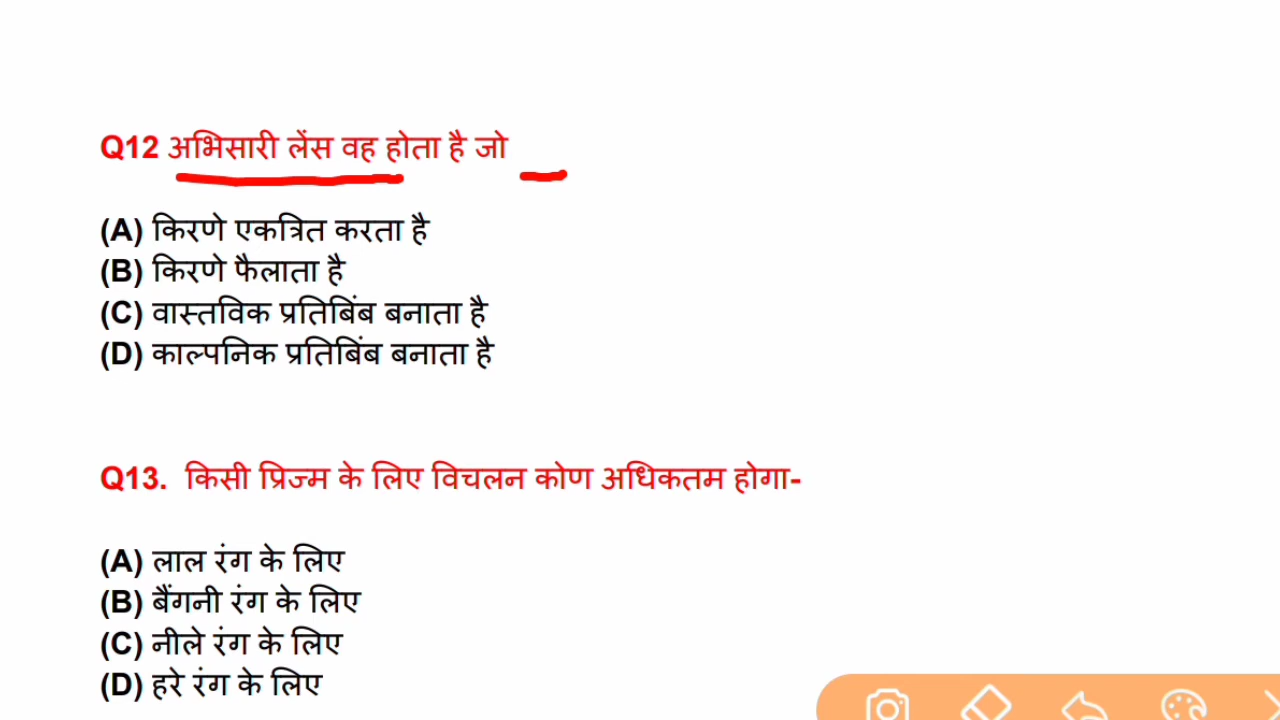 Q12 अभिसारी लेंस वह होता है जो
(A) किरणे एकत्रित करता है
(B) किरणे फैलाता है
(C) वास्तविक प्रतिबिंब बनाता है
(D) काल्पनिक प्रतिबिंब बनाता है
Q13. किसी प्रिज्म के लिए विचलन कोण अधिकतम होगा-
(A) लाल रंग के लिए
(B) बैंगनी रंग के लिए
(C) नीले रंग के लिए
(D) हरे रंग के लिए